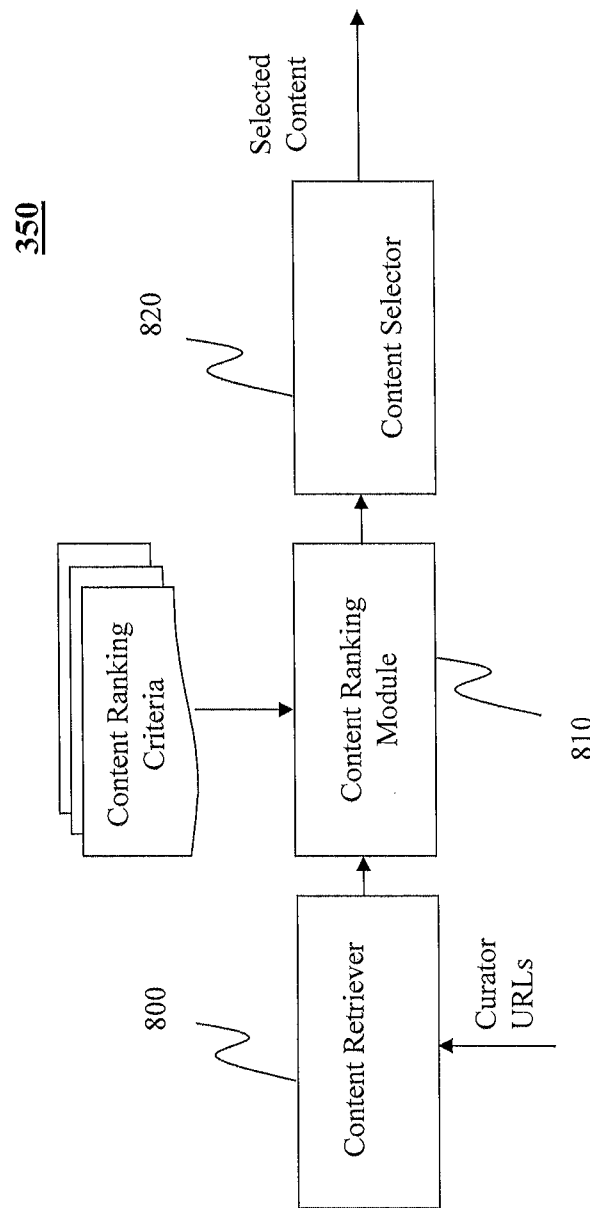 350
Content Ranking
Criteria
800
820
Selected
Content
Content Retriever
Content Ranking
Module
Content Selector
Curator
URLs
810